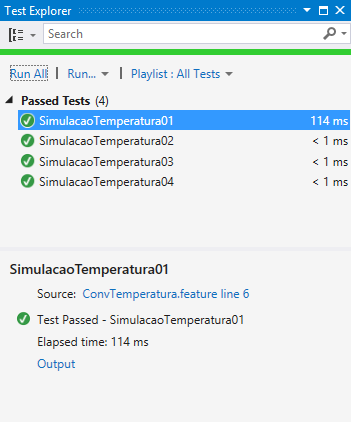 Test Explorer
Search
Run All | Run... | Playlist : All Tests
Passed Tests (4)
SimulacaoTemperatura01 114 ms
SimulacaoTemperatura02 < 1 ms
SimulacaoTemperatura03 < 1 ms
SimulacaoTemperatura04 < 1 ms
SimulacaoTemperatura01
Source: ConvTemperatura.feature line 6
Test Passed - SimulacaoTemperatura01
Elapsed time: 114 ms
Output